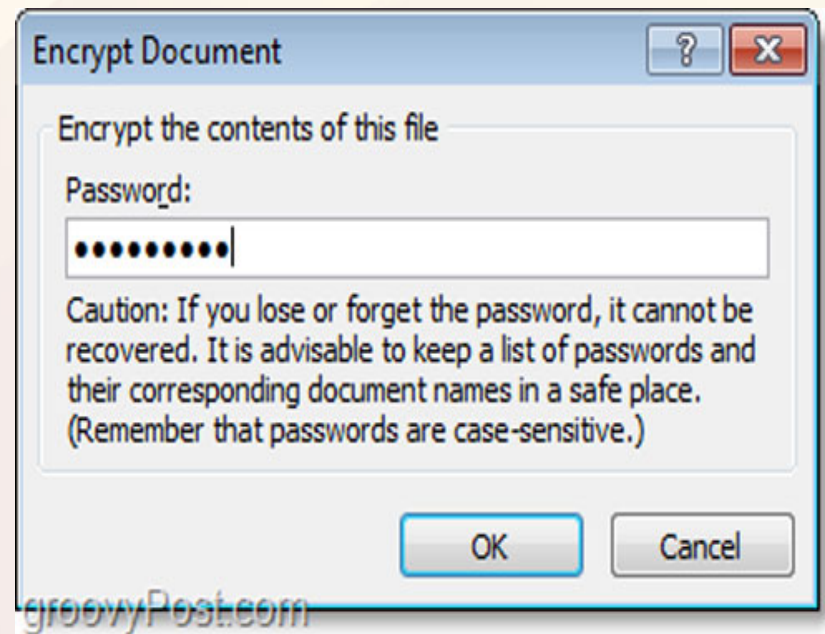 Encrypt Document
?
X
Encrypt the contents of this file
Password:
●●●●●●●●●
Caution: If you lose or forget the password, it cannot be
recovered. It is advisable to keep a list of passwords and
their corresponding document names in a safe place.
(Remember that passwords are case-sensitive.)
OK
Cancel
groovyPost.com